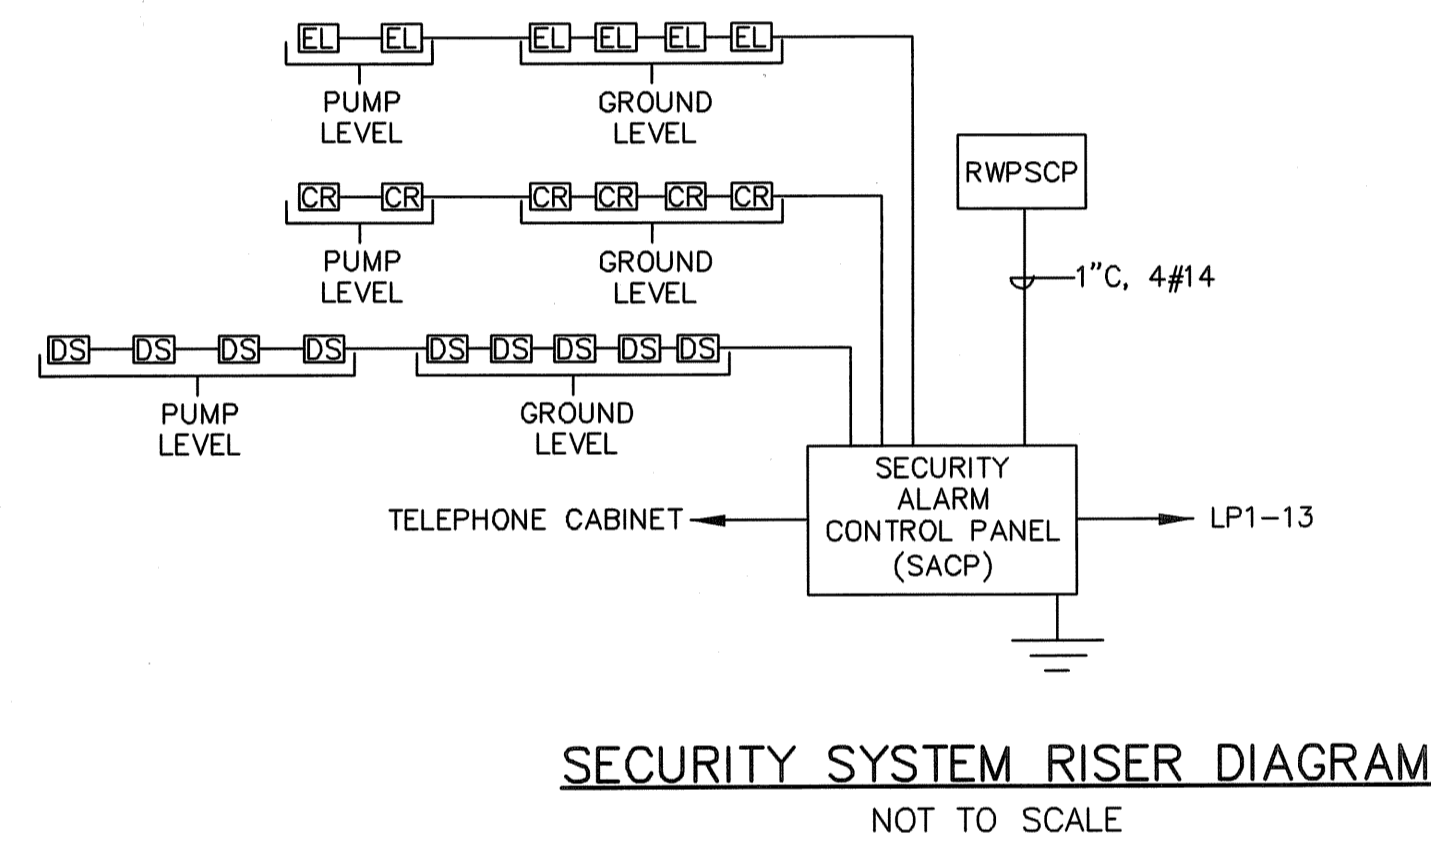 EL EL EL EL EL EL
PUMP
LEVEL
GROUND
LEVEL
RWPSCP
CR CR CR CR CR CR
PUMP
LEVEL
GROUND
LEVEL
1"C, 4#14
DS DS DS DS DS DS DS DS DS
PUMP
LEVEL
GROUND
LEVEL
SECURITY
ALARM
CONTROL PANEL
(SACP)
TELEPHONE CABINET
LP1-13
SECURITY SYSTEM RISER DIAGRAM
NOT TO SCALE